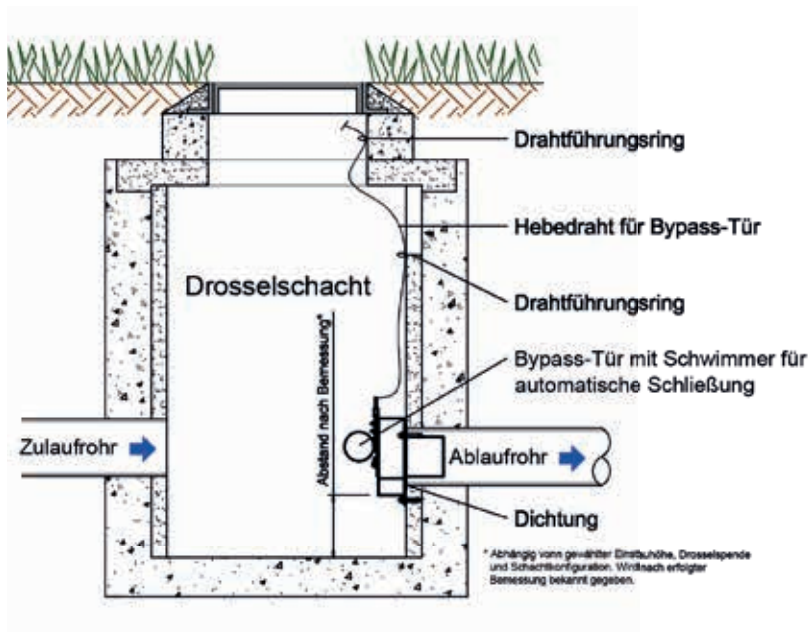 Drahtführungsring
Hebedraht für Bypass-Tür
Drosselschacht
Drahtführungsring
Abstand nach Bemessung*
Bypass-Tür mit Schwimmer für
automatische Schließung
Zulaufrohr
Ablaufrohr
Dichtung
* Abhängig vonn gewählter Einstauhöhe, Drosselspende
und Schachtkonfiguration. Wird nach erfolgter
Bemessung bekannt gegeben.